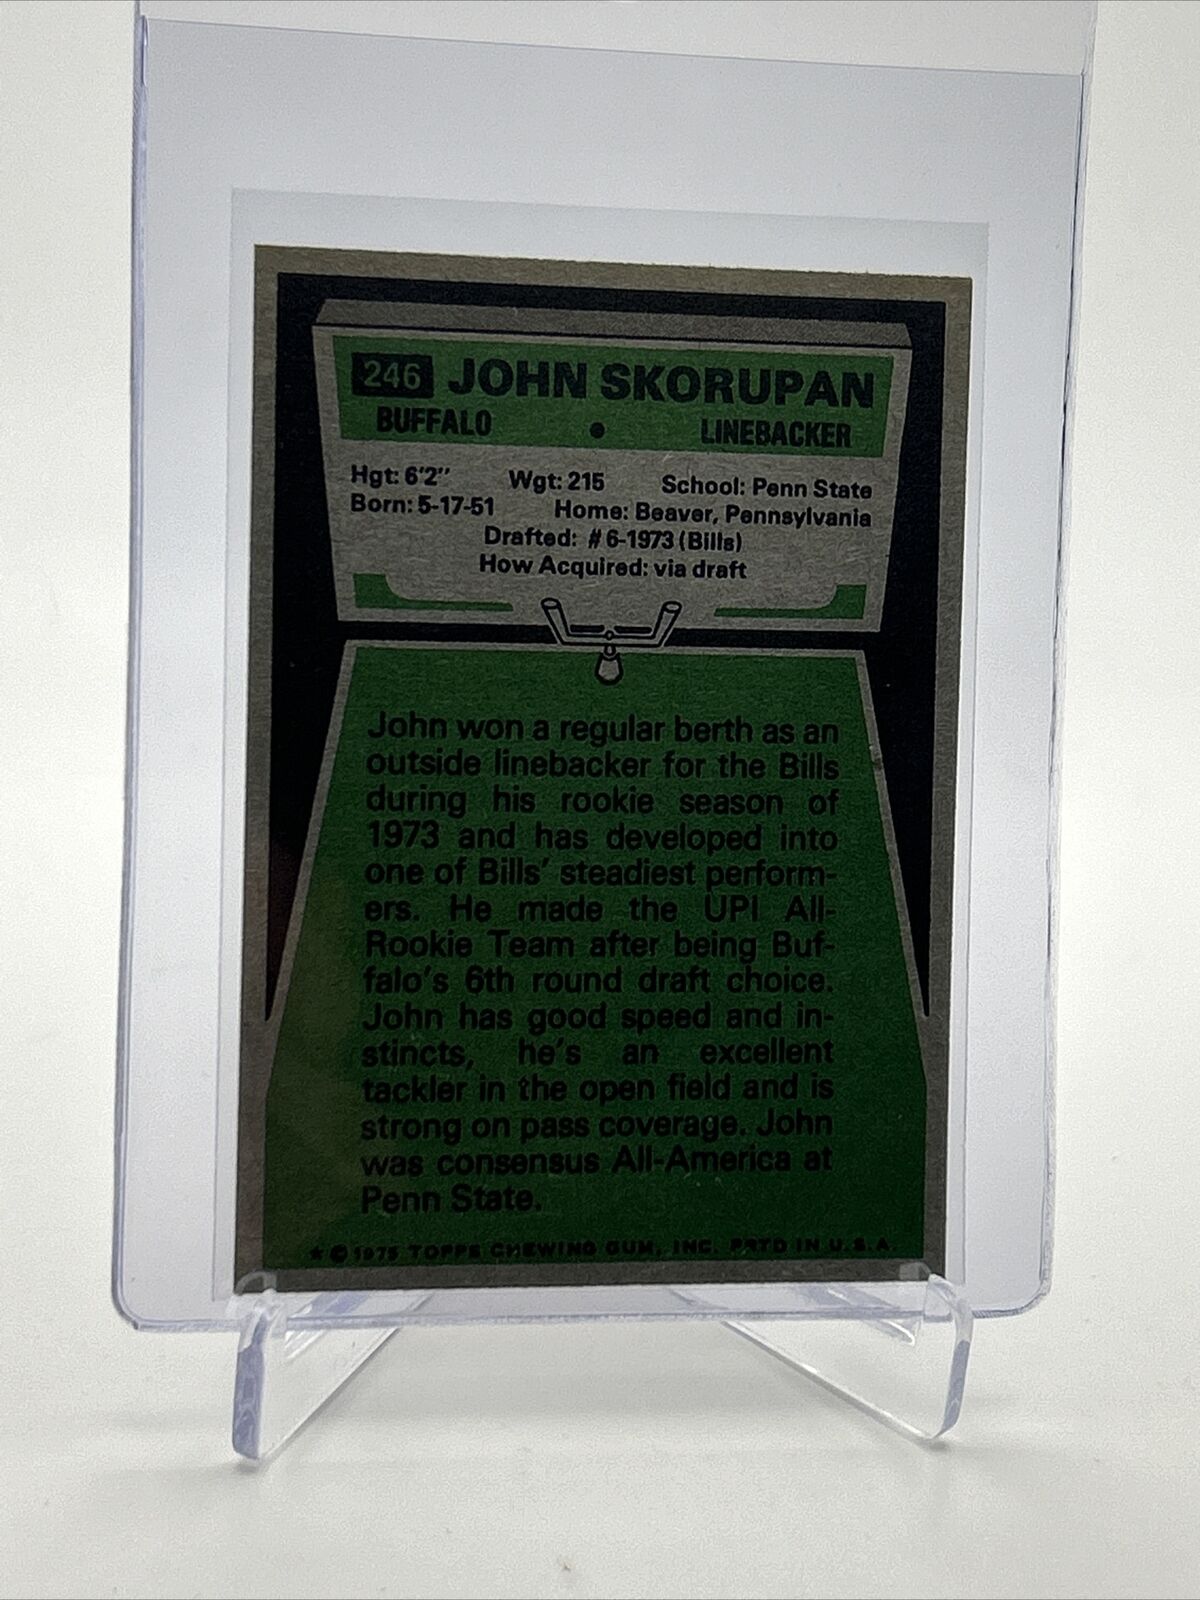 246 JOHN SKORUPAN
BUFFALO • LINEBACKER
Hgt: 6'2" Wgt: 215 School: Penn State
Born: 5-17-51 Home: Beaver, Pennsylvania
Drafted: #6-1973 (Bills)
How Acquired: via draft
John won a regular berth as an
outside linebacker for the Bills
during his rookie season of
1973 and has developed into
one of Bills' steadiest perform-
ers. He made the UPI All-
Rookie Team after being Buf-
falo's 6th round draft choice.
John has good speed and in-
stincts, he's an excellent
tackler in the open field and is
strong on pass coverage. John
was consensus All-America at
Penn State.
★ © 1975 TOPPS CHEWING GUM, INC. PRTD IN U.S.A.